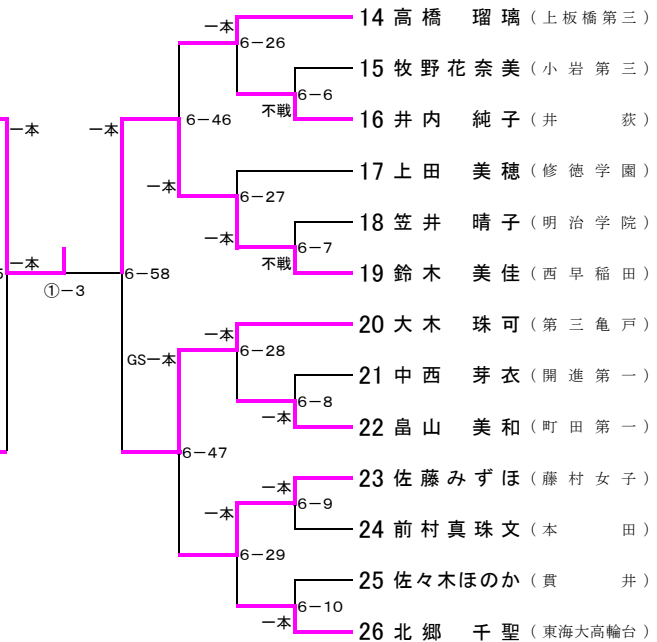 14 高橋　瑠璃（上板橋第三）
一本
6－26
15 牧野花奈美（小岩第三）
6－6
不戦
16 井内　純子（井　荻）
一本
一本
6－46
17 上田　美穂（修徳学園）
一本
6－27
18 笠井　晴子（明治学院）
一本
6－7
不戦
19 鈴木　美佳（西早稲田）
一本
6－58
①－3
20 大木　珠可（第三亀戸）
一本
6－28
GS一本
21 中西　芽衣（開進第一）
6－8
一本
22 畠山　美和（町田第一）
6－47
23 佐藤みずほ（藤村女子）
一本
6－9
一本
24 前村真珠文（本　田）
6－29
25 佐々木ほのか（貫　井）
6－10
一本
26 北郷　千聖（東海大高輪台）